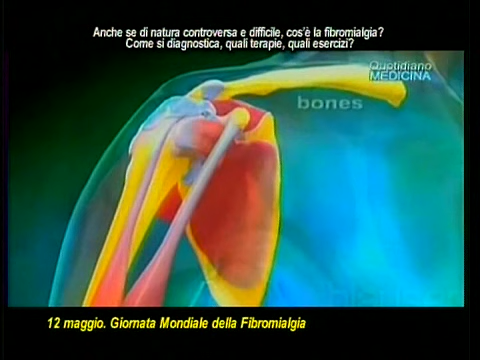 Anche se di natura controversa e difficile, cos'è la fibromialgia?
Come si diagnostica, quali terapie, quali esercizi?
Quotidiano
MEDICINA
bones
12 maggio. Giornata Mondiale della Fibromialgia